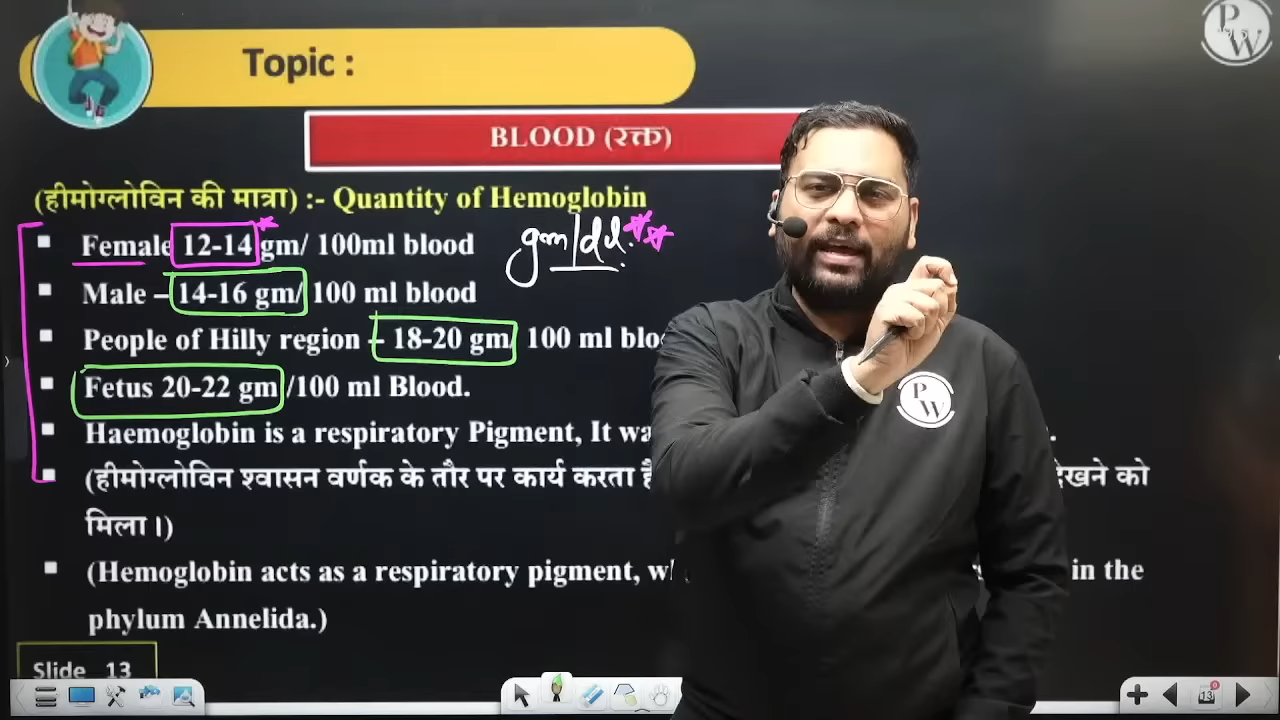 Topic :
P
W
BLOOD (रक्त)
(हीमोग्लोविन की मात्रा) :- Quantity of Hemoglobin
Female 12-14 gm/ 100ml blood
gm/dl.
Male – 14-16 gm/ 100 ml blood
People of Hilly region – 18-20 gm 100 ml
Fetus 20-22 gm /100 ml Blood.
Haemoglobin is a respiratory Pigment, It
(हीमोग्लोविन श्वासन वर्णक के तौर पर कार्य करता देखने को
मिला।)
(Hemoglobin acts as a respiratory pigment, in the
phylum Annelida.)
P
W
Slide 13
13